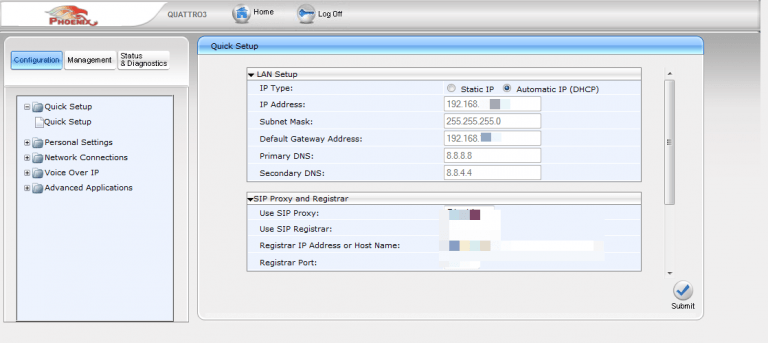 PHOENIX
QUATTRO3
Home
Log Off
Configuration
Management
Status
& Diagnostics
Quick Setup
Quick Setup
Personal Settings
Network Connections
Voice Over IP
Advanced Applications
Quick Setup
LAN Setup
IP Type: Static IP Automatic IP (DHCP)
IP Address: 192.168.
Subnet Mask: 255.255.255.0
Default Gateway Address: 192.168.
Primary DNS: 8.8.8.8
Secondary DNS: 8.8.4.4
SIP Proxy and Registrar
Use SIP Proxy:
Use SIP Registrar:
Registrar IP Address or Host Name:
Registrar Port:
Submit